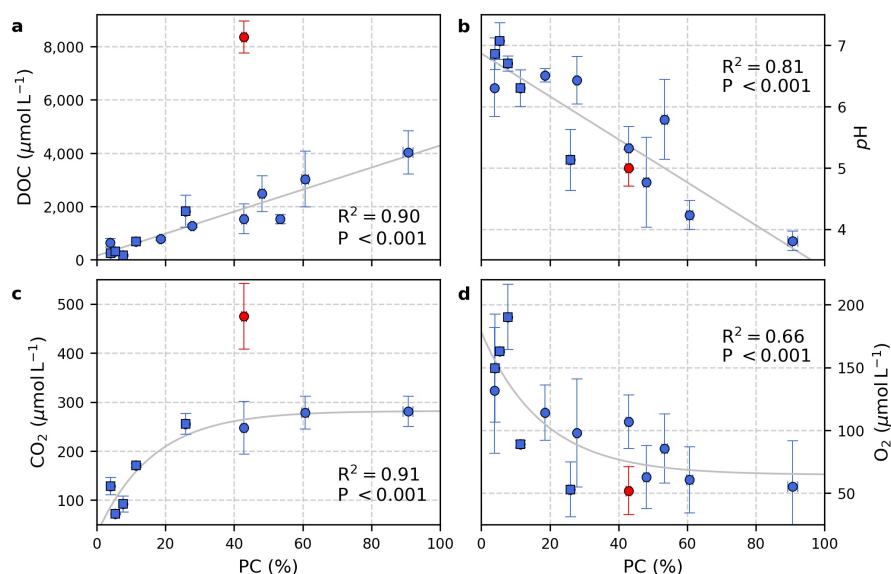 a
8,000
6,000
4,000
2,000
0
DOC (μmol L⁻¹)
R² = 0.90
P < 0.001
b
7
6
5
4
pH
R² = 0.81
P < 0.001
c
500
400
300
200
100
CO₂ (μmol L⁻¹)
R² = 0.91
P < 0.001
0 20 40 60 80 100
PC (%)
d
200
150
100
50
O₂ (μmol L⁻¹)
R² = 0.66
P < 0.001
0 20 40 60 80 100
PC (%)